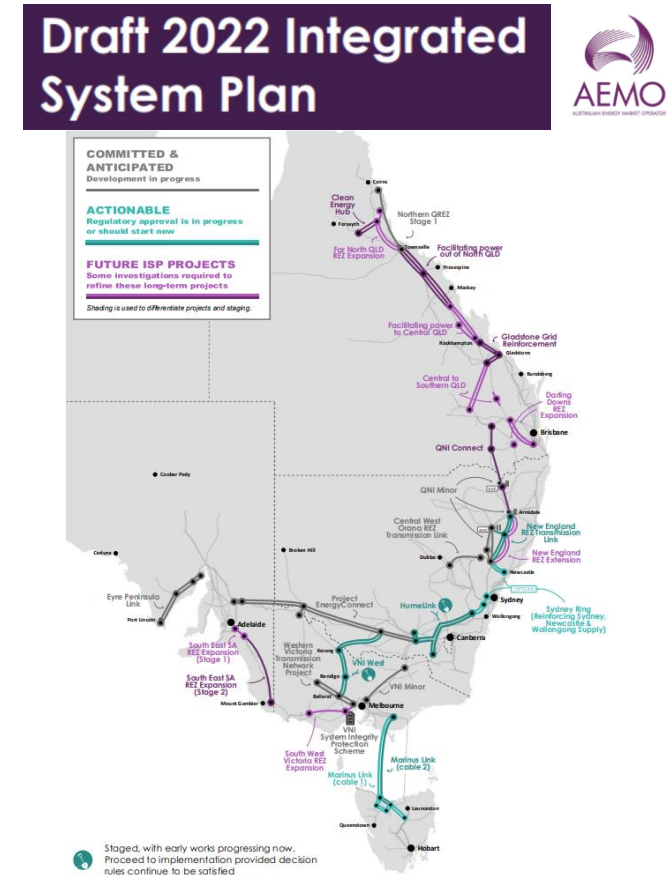 Draft 2022 Integrated
System Plan
AEMO
AUSTRALIAN ENERGY MARKET OPERATOR
COMMITTED &
ANTICIPATED
Development in progress
ACTIONABLE
Regulatory approval is in progress
or should start now
FUTURE ISP PROJECTS
Some investigations required to
refine these long-term projects
Shading is used to differentiate projects and staging.
Cairns
Clean
Energy
Hub
Forsayth
Northern QREZ
Stage 1
Far North QLD
REZ Expansion
Townsville
Facilitating power
out of North QLD
Proserpine
Mackay
Facilitating power
to Central QLD
Rockhampton
Gladstone Grid
Reinforcement
Gladstone
Central to
Southern QLD
Bundaberg
Darling
Downs
REZ
Expansion
Brisbane
QNI Connect
Coober Pedy
QNI Minor
Armidale
Central West
Orana REZ
Transmission Link
New England
REZ Transmission
Link
New England
REZ Extension
Dubbo
Newcastle
Ceduna
Broken Hill
Eyre Peninsula
Link
Port Lincoln
Project
EnergyConnect
HumeLink
Sydney
Wollongong
Sydney Ring
(Reinforcing Sydney,
Newcastle &
Wollongong Supply)
Adelaide
Canberra
South East SA
REZ Expansion
(Stage 1)
Western
Victoria
Transmission
Network
Project
Kerang
VNI West
Bendigo
South East SA
REZ Expansion
(Stage 2)
Ballarat
VNI Minor
Mount Gambier
Melbourne
VNI
System Integrity
Protection
Scheme
South West
Victoria REZ
Expansion
Marinus Link
(cable 2)
Marinus Link
(cable 1)
Launceston
Queenstown
Hobart
Staged, with early works progressing now.
Proceed to implementation provided decision
rules continue to be satisfied